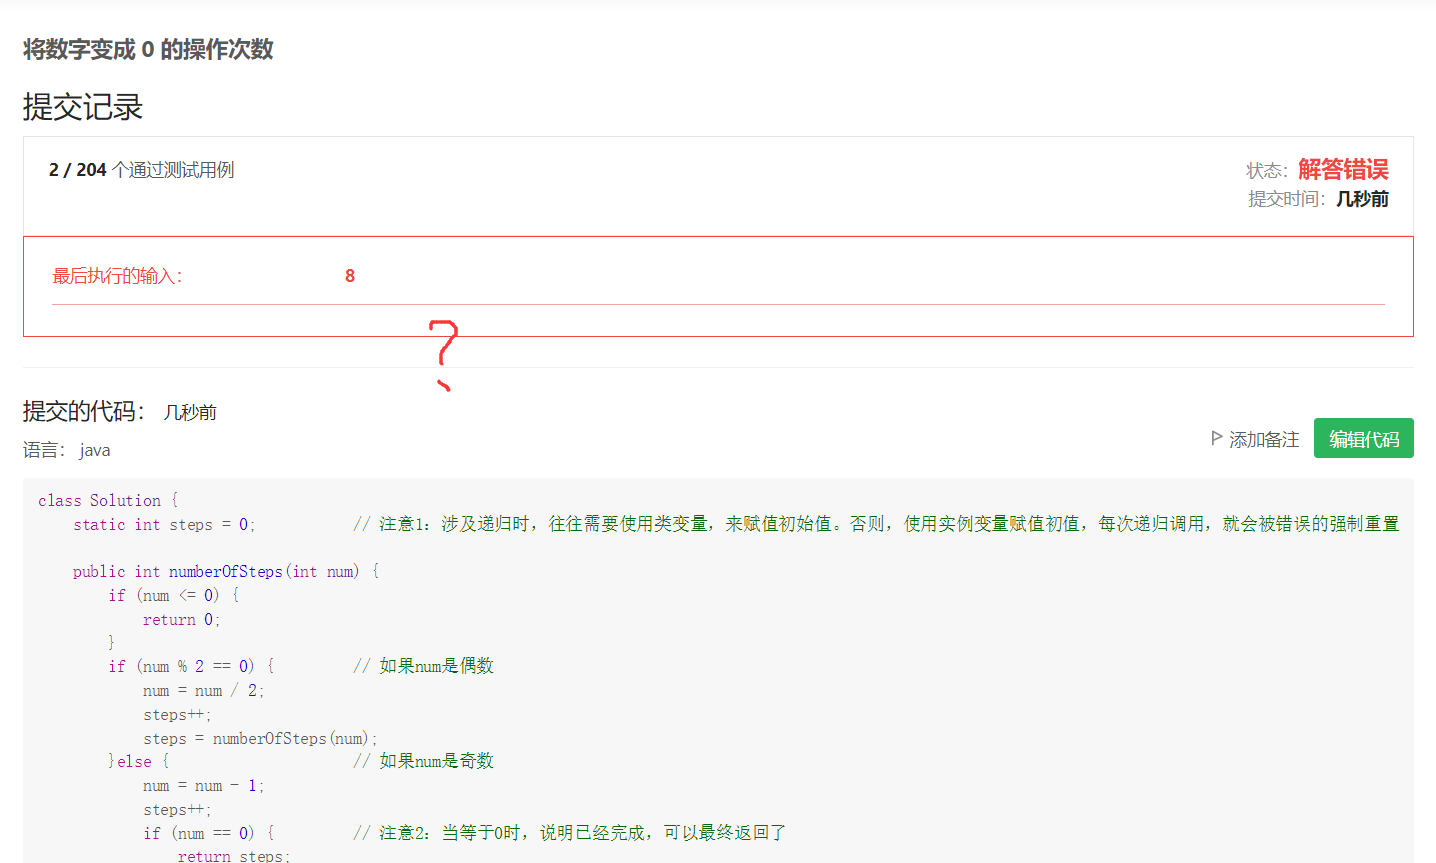 将数字变成 0 的操作次数
提交记录
2 / 204 个通过测试用例
状态：解答错误
提交时间：几秒前
最后执行的输入：
8
?
提交的代码： 几秒前
语言： java
添加备注
编辑代码
class Solution {
static int steps = 0; // 注意1：涉及递归时，往往需要使用类变量，来赋值初始值。否则，使用实例变量赋值初值，每次递归调用，就会被错误的强制重置
public int numberOfSteps(int num) {
if (num <= 0) {
return 0;
}
if (num % 2 == 0) { // 如果num是偶数
num = num / 2;
steps++;
steps = numberOfSteps(num);
}else { // 如果num是奇数
num = num - 1;
steps++;
if (num == 0) { // 注意2：当等于0时，说明已经完成，可以最终返回了
return steps;